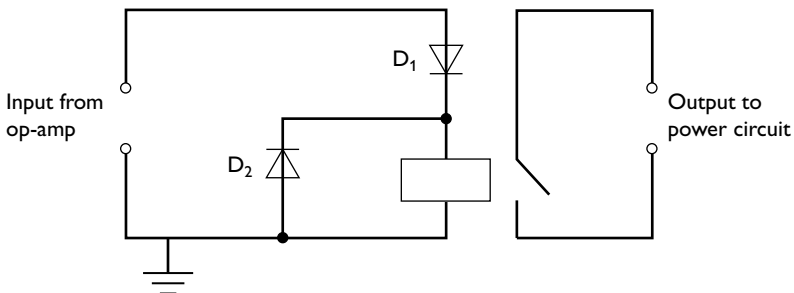 D₁
Input from
op-amp
Output to
power circuit
D₂